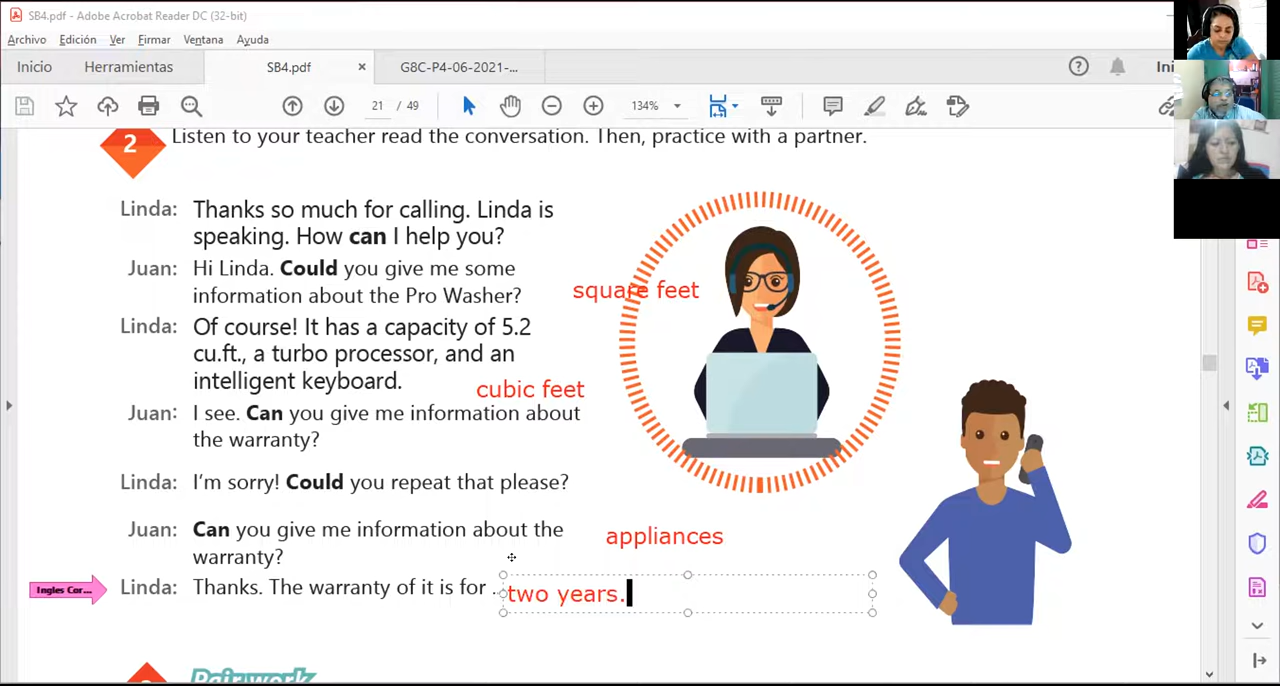 SB4.pdf - Adobe Acrobat Reader DC (32-bit)
Archivo Edición Ver Firmar Ventana Ayuda
Inicio Herramientas SB4.pdf × G8C-P4-06-2021-...
21 / 49 134%
2 Listen to your teacher read the conversation. Then, practice with a partner.
Linda: Thanks so much for calling. Linda is
speaking. How can I help you?
Juan: Hi Linda. Could you give me some
information about the Pro Washer?
square feet
Linda: Of course! It has a capacity of 5.2
cu.ft., a turbo processor, and an
intelligent keyboard.
cubic feet
Juan: I see. Can you give me information about
the warranty?
Linda: I'm sorry! Could you repeat that please?
Juan: Can you give me information about the
warranty?
appliances
Ingles Cor... Linda: Thanks. The warranty of it is for .. two years.
Pair work